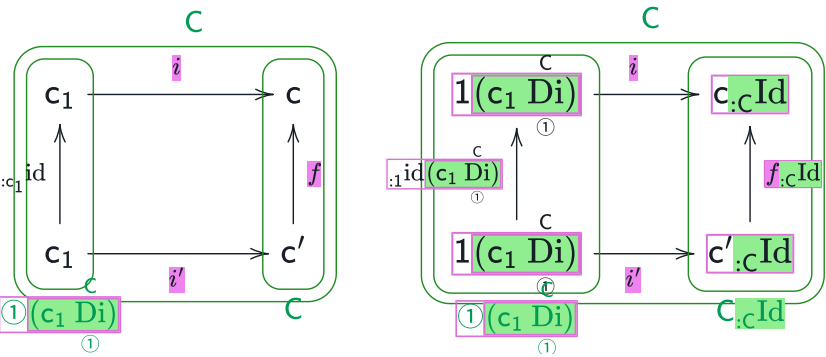 C
i
c₁ c
:c₁id f
c₁ c′
i′
C
① (c₁ Di)
①
C
C
i
C
1(c₁ Di) c:CId
①
C
:1id(c₁ Di) f:CId
①
C
1(c₁ Di) c′:CId
①
i′
C
① (c₁ Di)
①
C:CId